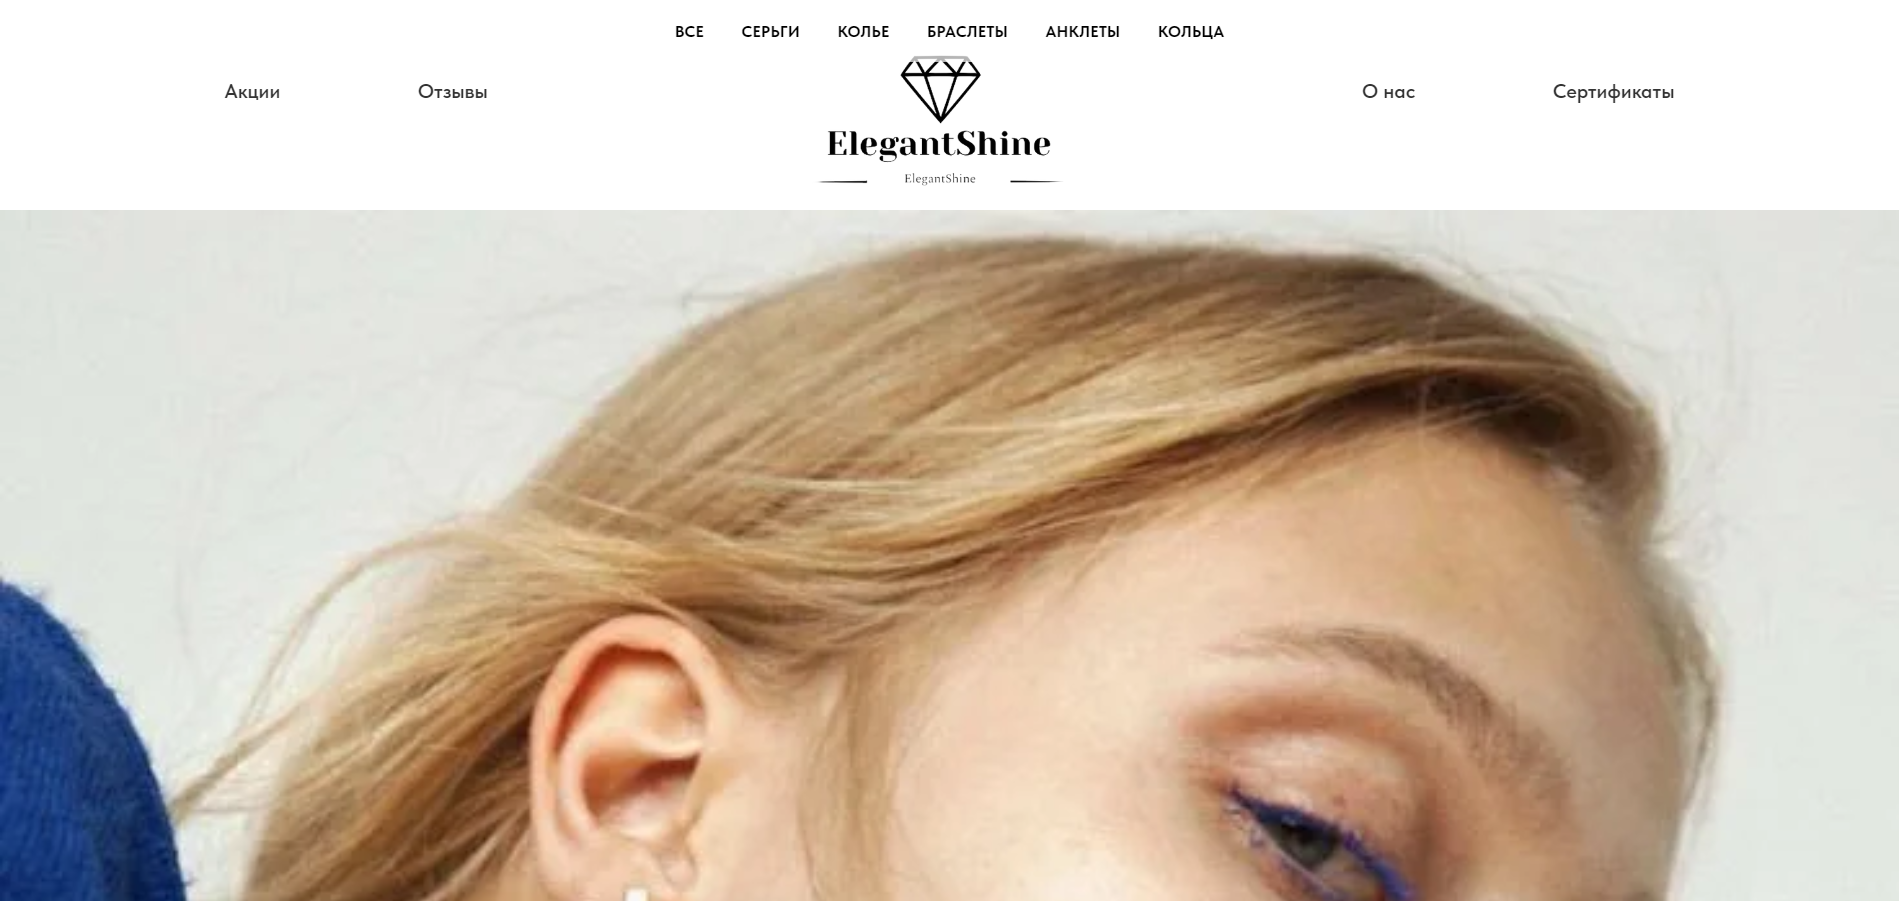 ВСЕ СЕРЬГИ КОЛЬЕ БРАСЛЕТЫ АНКЛЕТЫ КОЛЬЦА
Акции Отзывы О нас Сертификаты
ElegantShine
ElegantShine